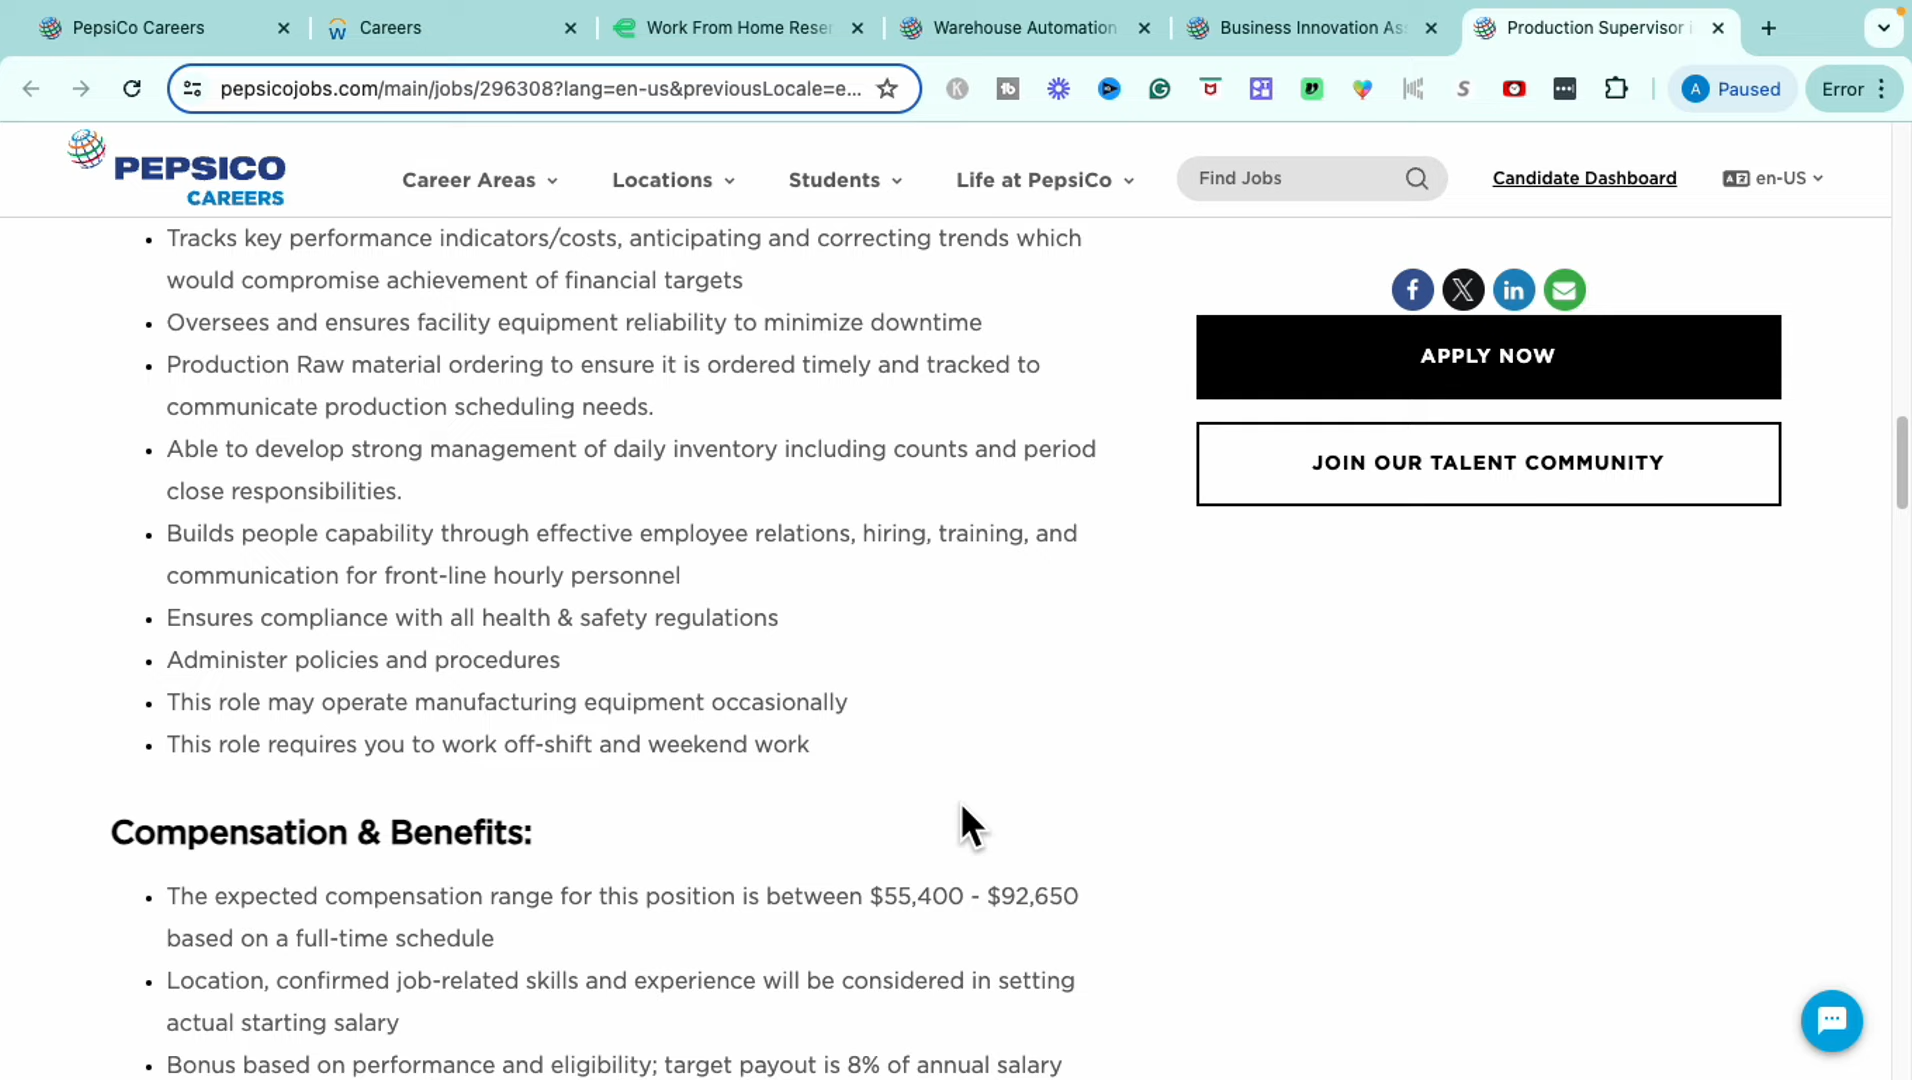 PepsiCo Careers
Careers
Work From Home Reser
Warehouse Automation
Business Innovation As
Production Supervisor i
pepsicojobs.com/main/jobs/296308?lang=en-us&previousLocale=e...
A Paused
Error
PEPSICO
CAREERS
Career Areas
Locations
Students
Life at PepsiCo
Find Jobs
Candidate Dashboard
en-US
• Tracks key performance indicators/costs, anticipating and correcting trends which
would compromise achievement of financial targets
• Oversees and ensures facility equipment reliability to minimize downtime
• Production Raw material ordering to ensure it is ordered timely and tracked to
communicate production scheduling needs.
• Able to develop strong management of daily inventory including counts and period
close responsibilities.
• Builds people capability through effective employee relations, hiring, training, and
communication for front-line hourly personnel
• Ensures compliance with all health & safety regulations
• Administer policies and procedures
• This role may operate manufacturing equipment occasionally
• This role requires you to work off-shift and weekend work
Compensation & Benefits:
• The expected compensation range for this position is between $55,400 - $92,650
based on a full-time schedule
• Location, confirmed job-related skills and experience will be considered in setting
actual starting salary
• Bonus based on performance and eligibility; target payout is 8% of annual salary
APPLY NOW
JOIN OUR TALENT COMMUNITY